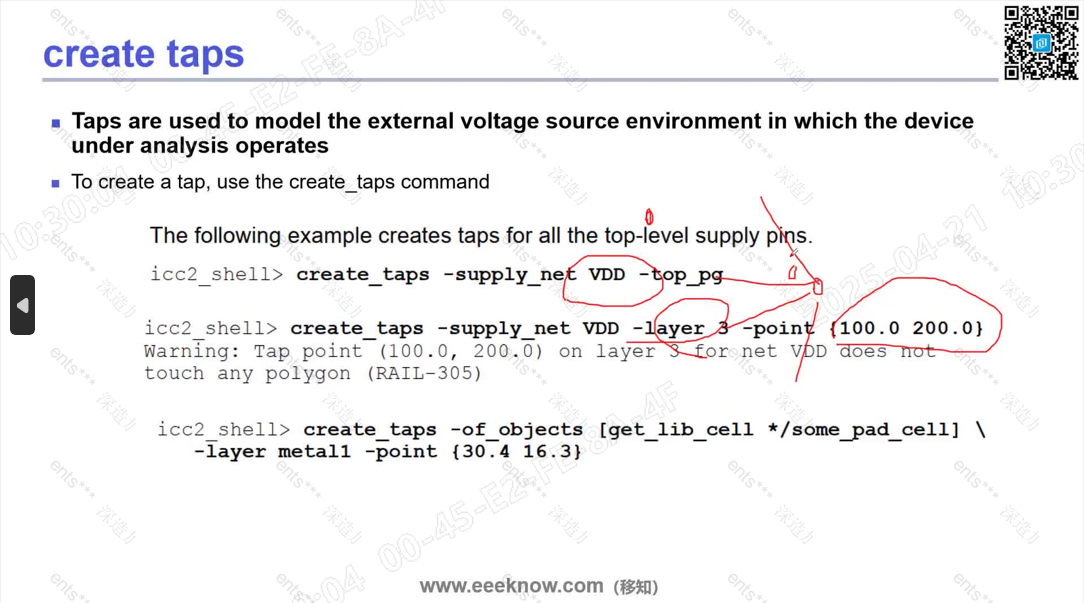 create taps
Taps are used to model the external voltage source environment in which the device
under analysis operates
To create a tap, use the create_taps command
The following example creates taps for all the top-level supply pins.
icc2_shell> create_taps -supply_net VDD -top_pg
icc2_shell> create_taps -supply_net VDD -layer 3 -point {100.0 200.0}
Warning: Tap point (100.0, 200.0) on layer 3 for net VDD does not
touch any polygon (RAIL-305)
icc2_shell> create_taps -of_objects [get_lib_cell */some_pad_cell] \
-layer metal1 -point {30.4 16.3}
www.eeeknow.com（移知）